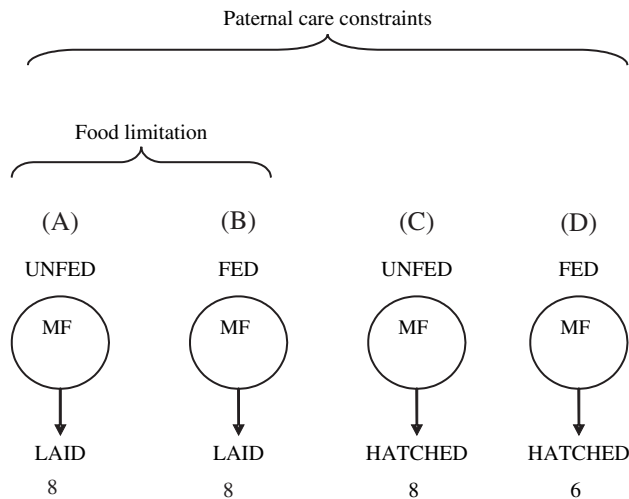 Paternal care constraints
Food limitation
(A) (B) (C) (D)
UNFED FED UNFED FED
MF MF MF MF
LAID LAID HATCHED HATCHED
8 8 8 6